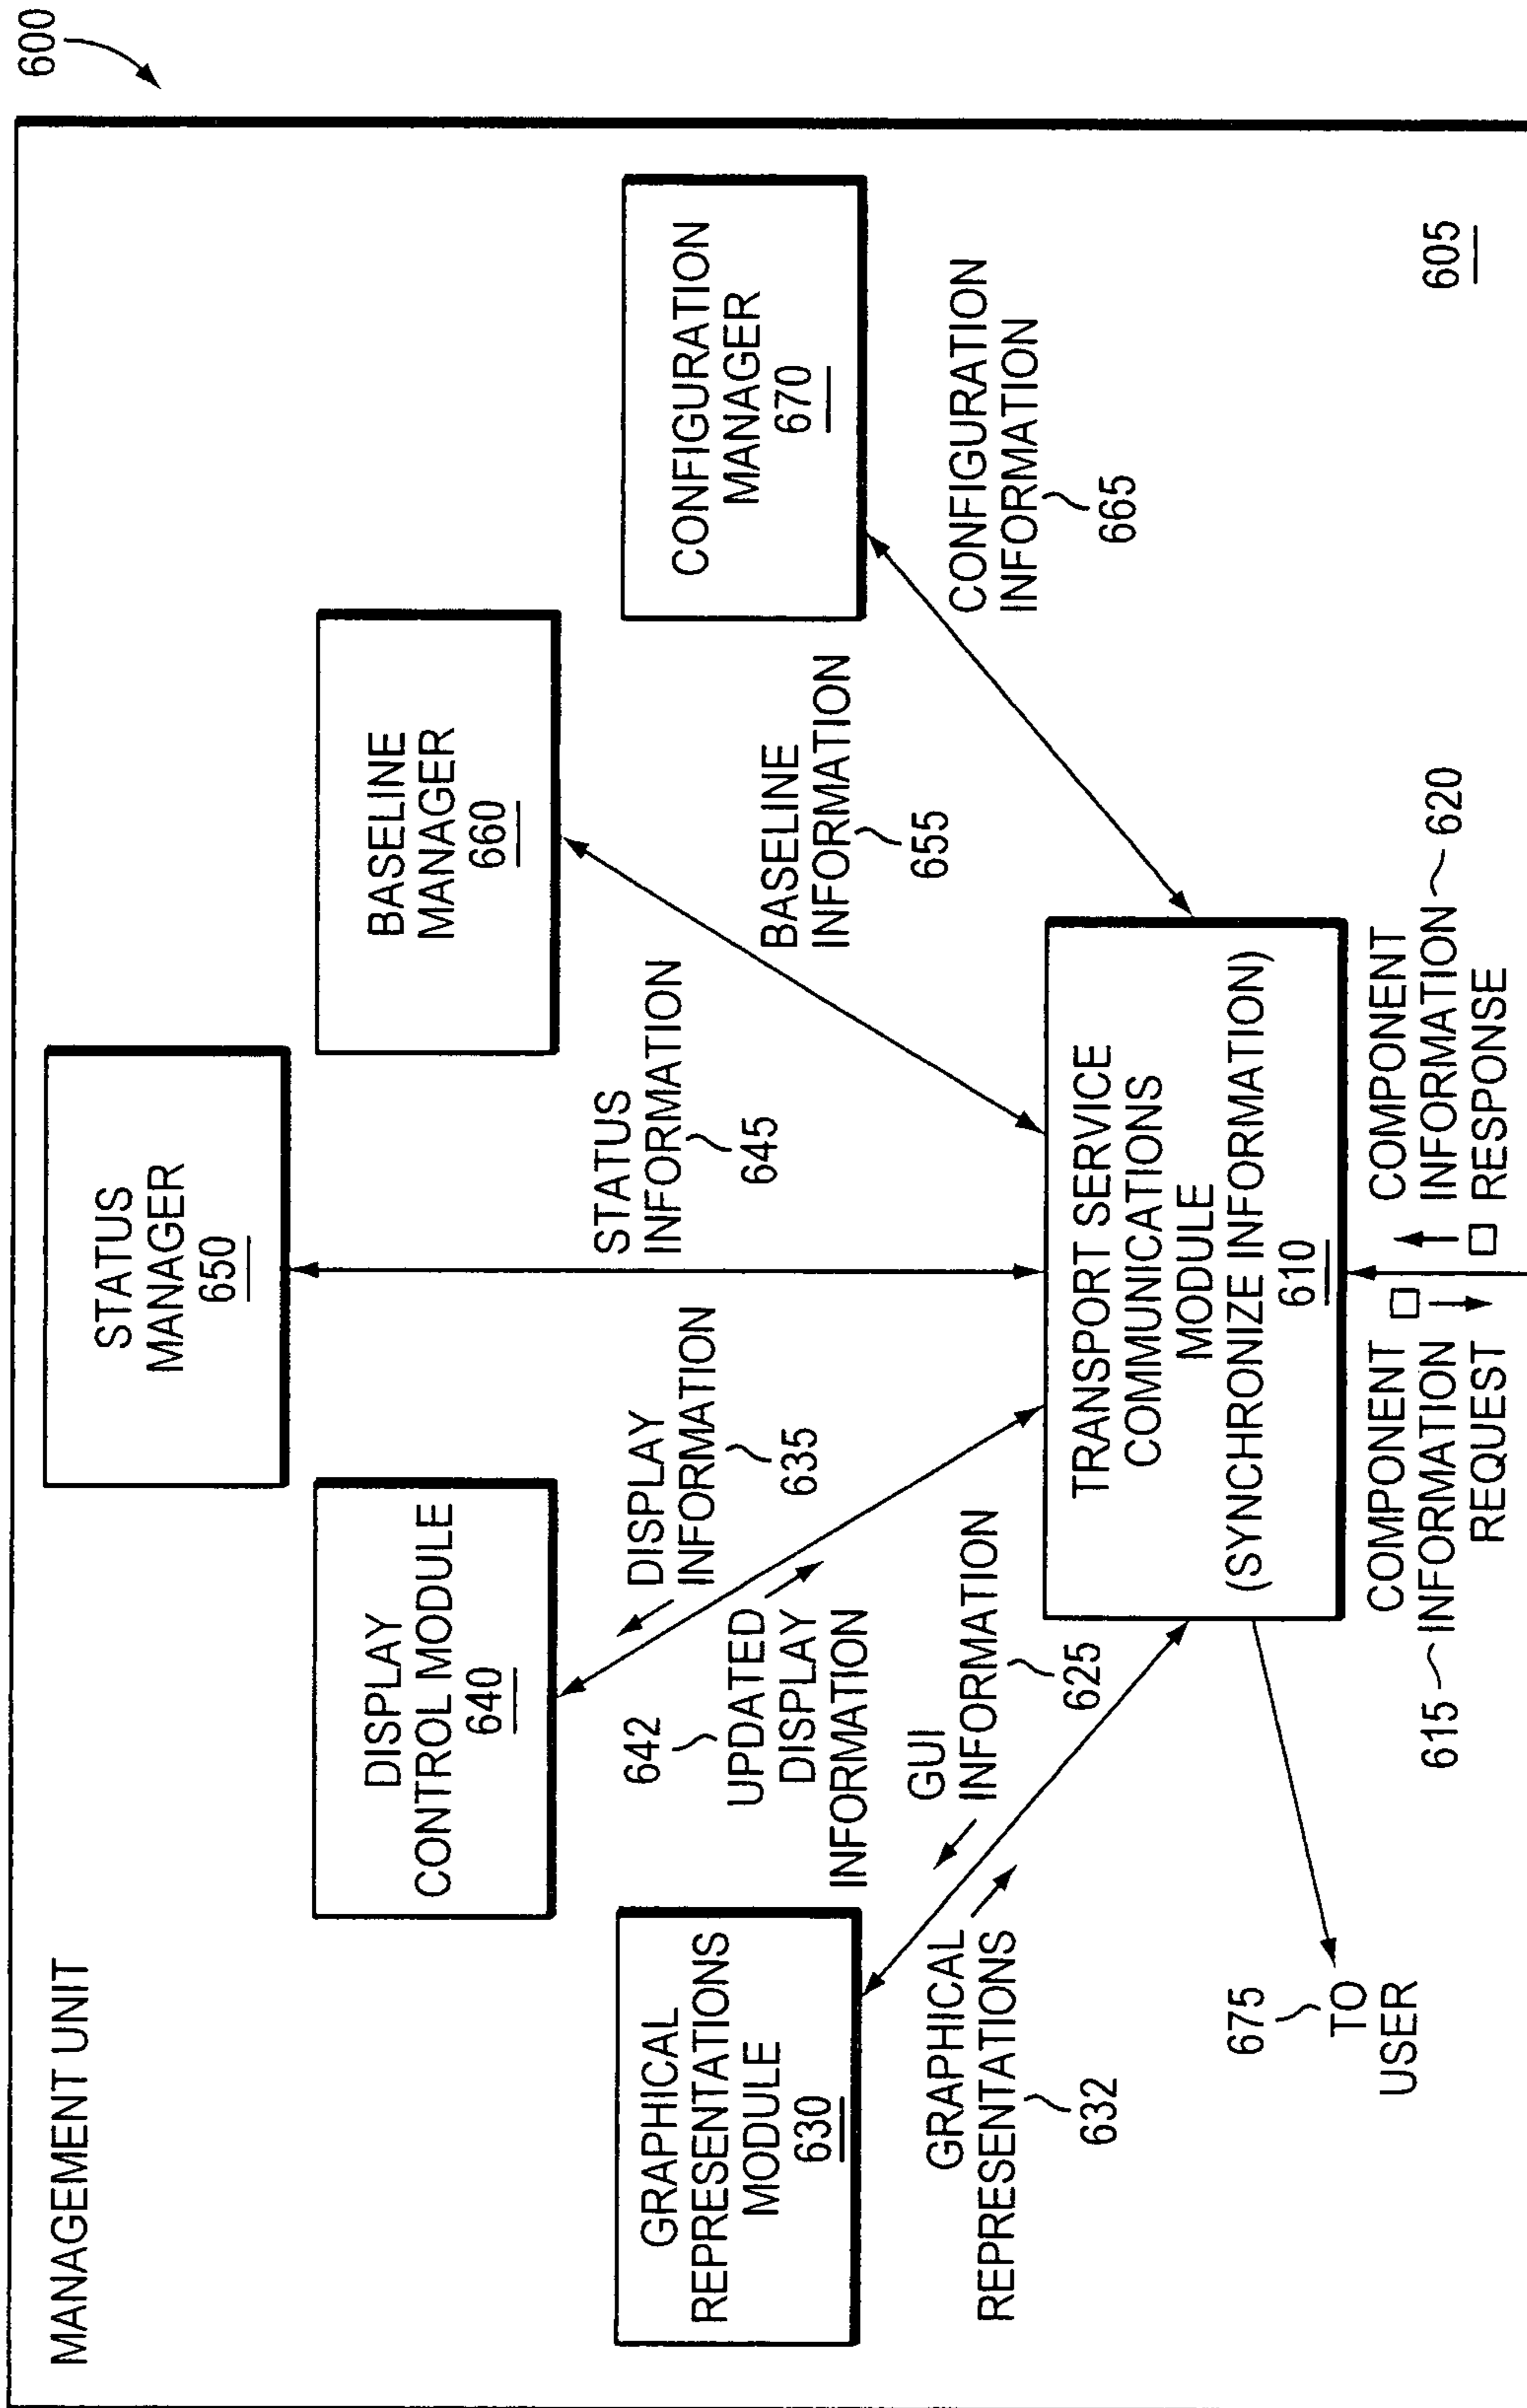 600
MANAGEMENT UNIT
STATUS
MANAGER
650
DISPLAY
CONTROL MODULE
640
BASELINE
MANAGER
660
GRAPHICAL
REPRESENTATIONS
MODULE
630
CONFIGURATION
MANAGER
670
STATUS
INFORMATION
645
DISPLAY
INFORMATION
635
642
UPDATED
DISPLAY
INFORMATION
BASELINE
INFORMATION
655
GUI
INFORMATION
625
GRAPHICAL
REPRESENTATIONS
632
CONFIGURATION
INFORMATION
665
TRANSPORT SERVICE
COMMUNICATIONS
MODULE
(SYNCHRONIZE INFORMATION)
610
675
TO
USER
COMPONENT
615 INFORMATION
REQUEST
COMPONENT
INFORMATION 620
RESPONSE
605